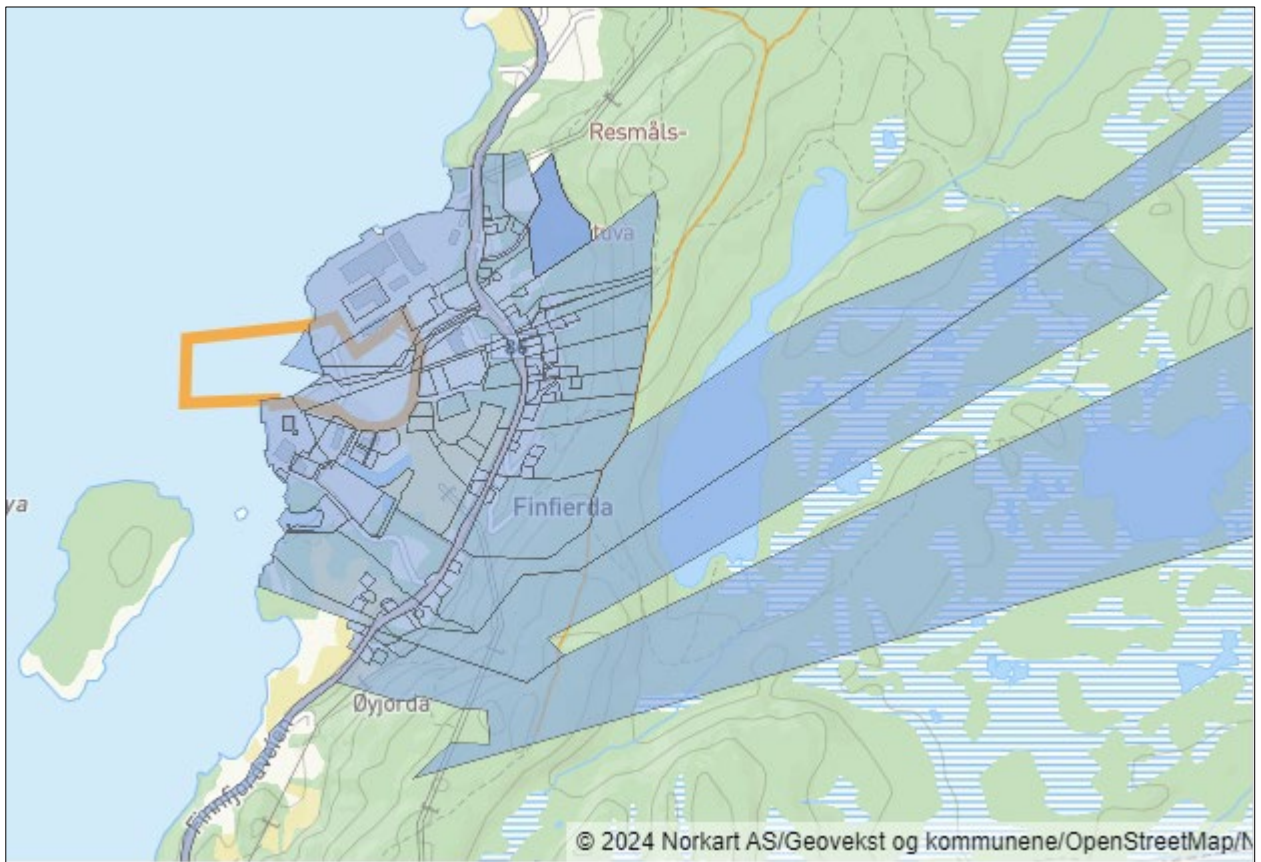 Resmåls-
tuva
ya
Finfierda
Øyjorda
Finnfjordveien
© 2024 Norkart AS/Geovekst og kommunene/OpenStreetMap/N